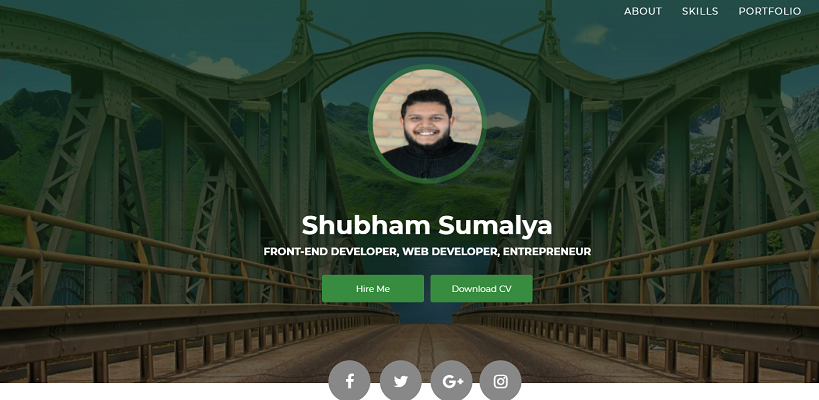 ABOUT SKILLS PORTFOLIO
Shubham Sumalya
FRONT-END DEVELOPER, WEB DEVELOPER, ENTREPRENEUR
Hire Me Download CV